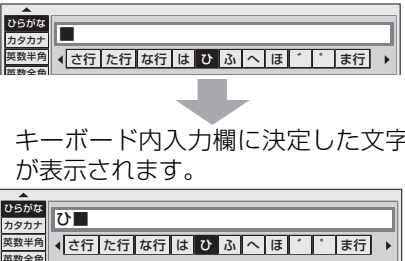 ひらがな
カタカナ
英数半角
英数全角
■
さ行 た行 な行 は ひ ふ へ ほ ゛ ゜ ま行
キーボード内入力欄に決定した文字
が表示されます。
ひらがな
カタカナ
英数半角
英数全角
ひ■
さ行 た行 な行 は ひ ふ へ ほ ゛ ゜ ま行